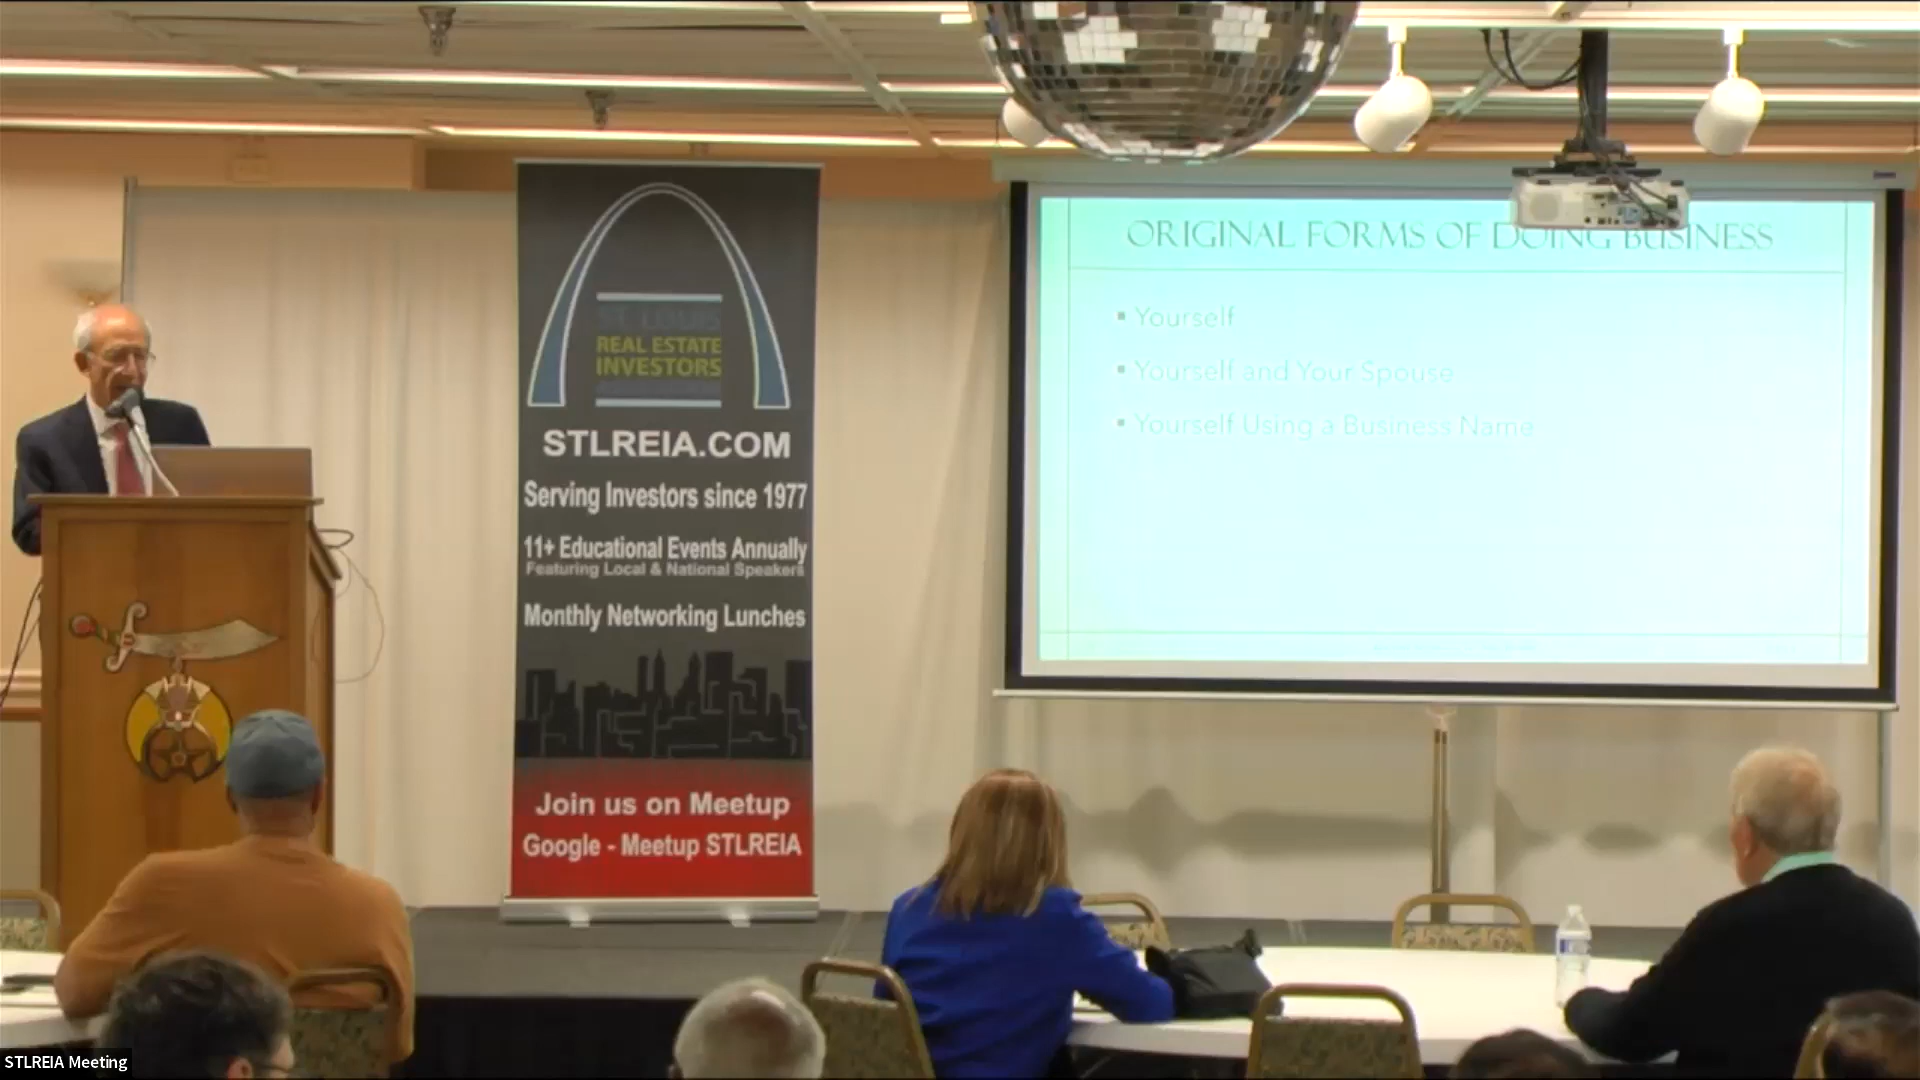 ST. LOUIS
REAL ESTATE
INVESTORS
STLREIA.COM
Serving Investors since 1977
11+ Educational Events Annually
Featuring Local & National Speakers
Monthly Networking Lunches
Join us on Meetup
Google - Meetup STLREIA
ORIGINAL FORMS OF DOING BUSINESS
▪ Yourself
▪ Yourself and Your Spouse
▪ Yourself Using a Business Name
STLREIA Meeting